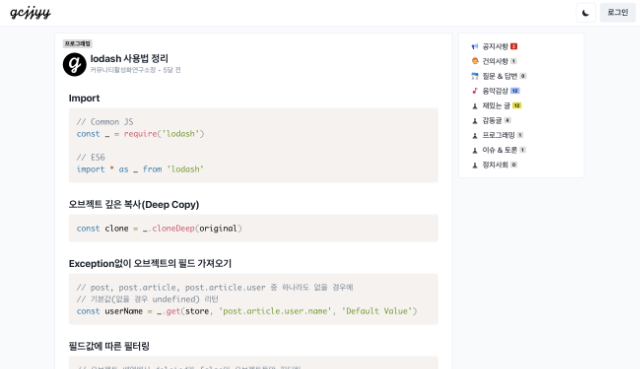 gcjjyy
로그인
프로그래밍
lodash 사용법 정리
커뮤니티활성화연구소장 - 5달 전
Import
// Common JS
const _ = require('lodash')
// ES6
import * as _ from 'lodash'
오브젝트 깊은 복사(Deep Copy)
const clone = _.cloneDeep(original)
Exception없이 오브젝트의 필드 가져오기
// post, post.article, post.article.user 중 하나라도 없을 경우에
// 기본값(없을 경우 undefined) 리턴
const userName = _.get(store, 'post.article.user.name', 'Default Value')
필드값에 따른 필터링
공지사항 2
건의사항 1
질문 & 답변 0
음악감상 12
재밌는 글 12
감동글 4
프로그래밍 1
이슈 & 토론 1
정치사회 0